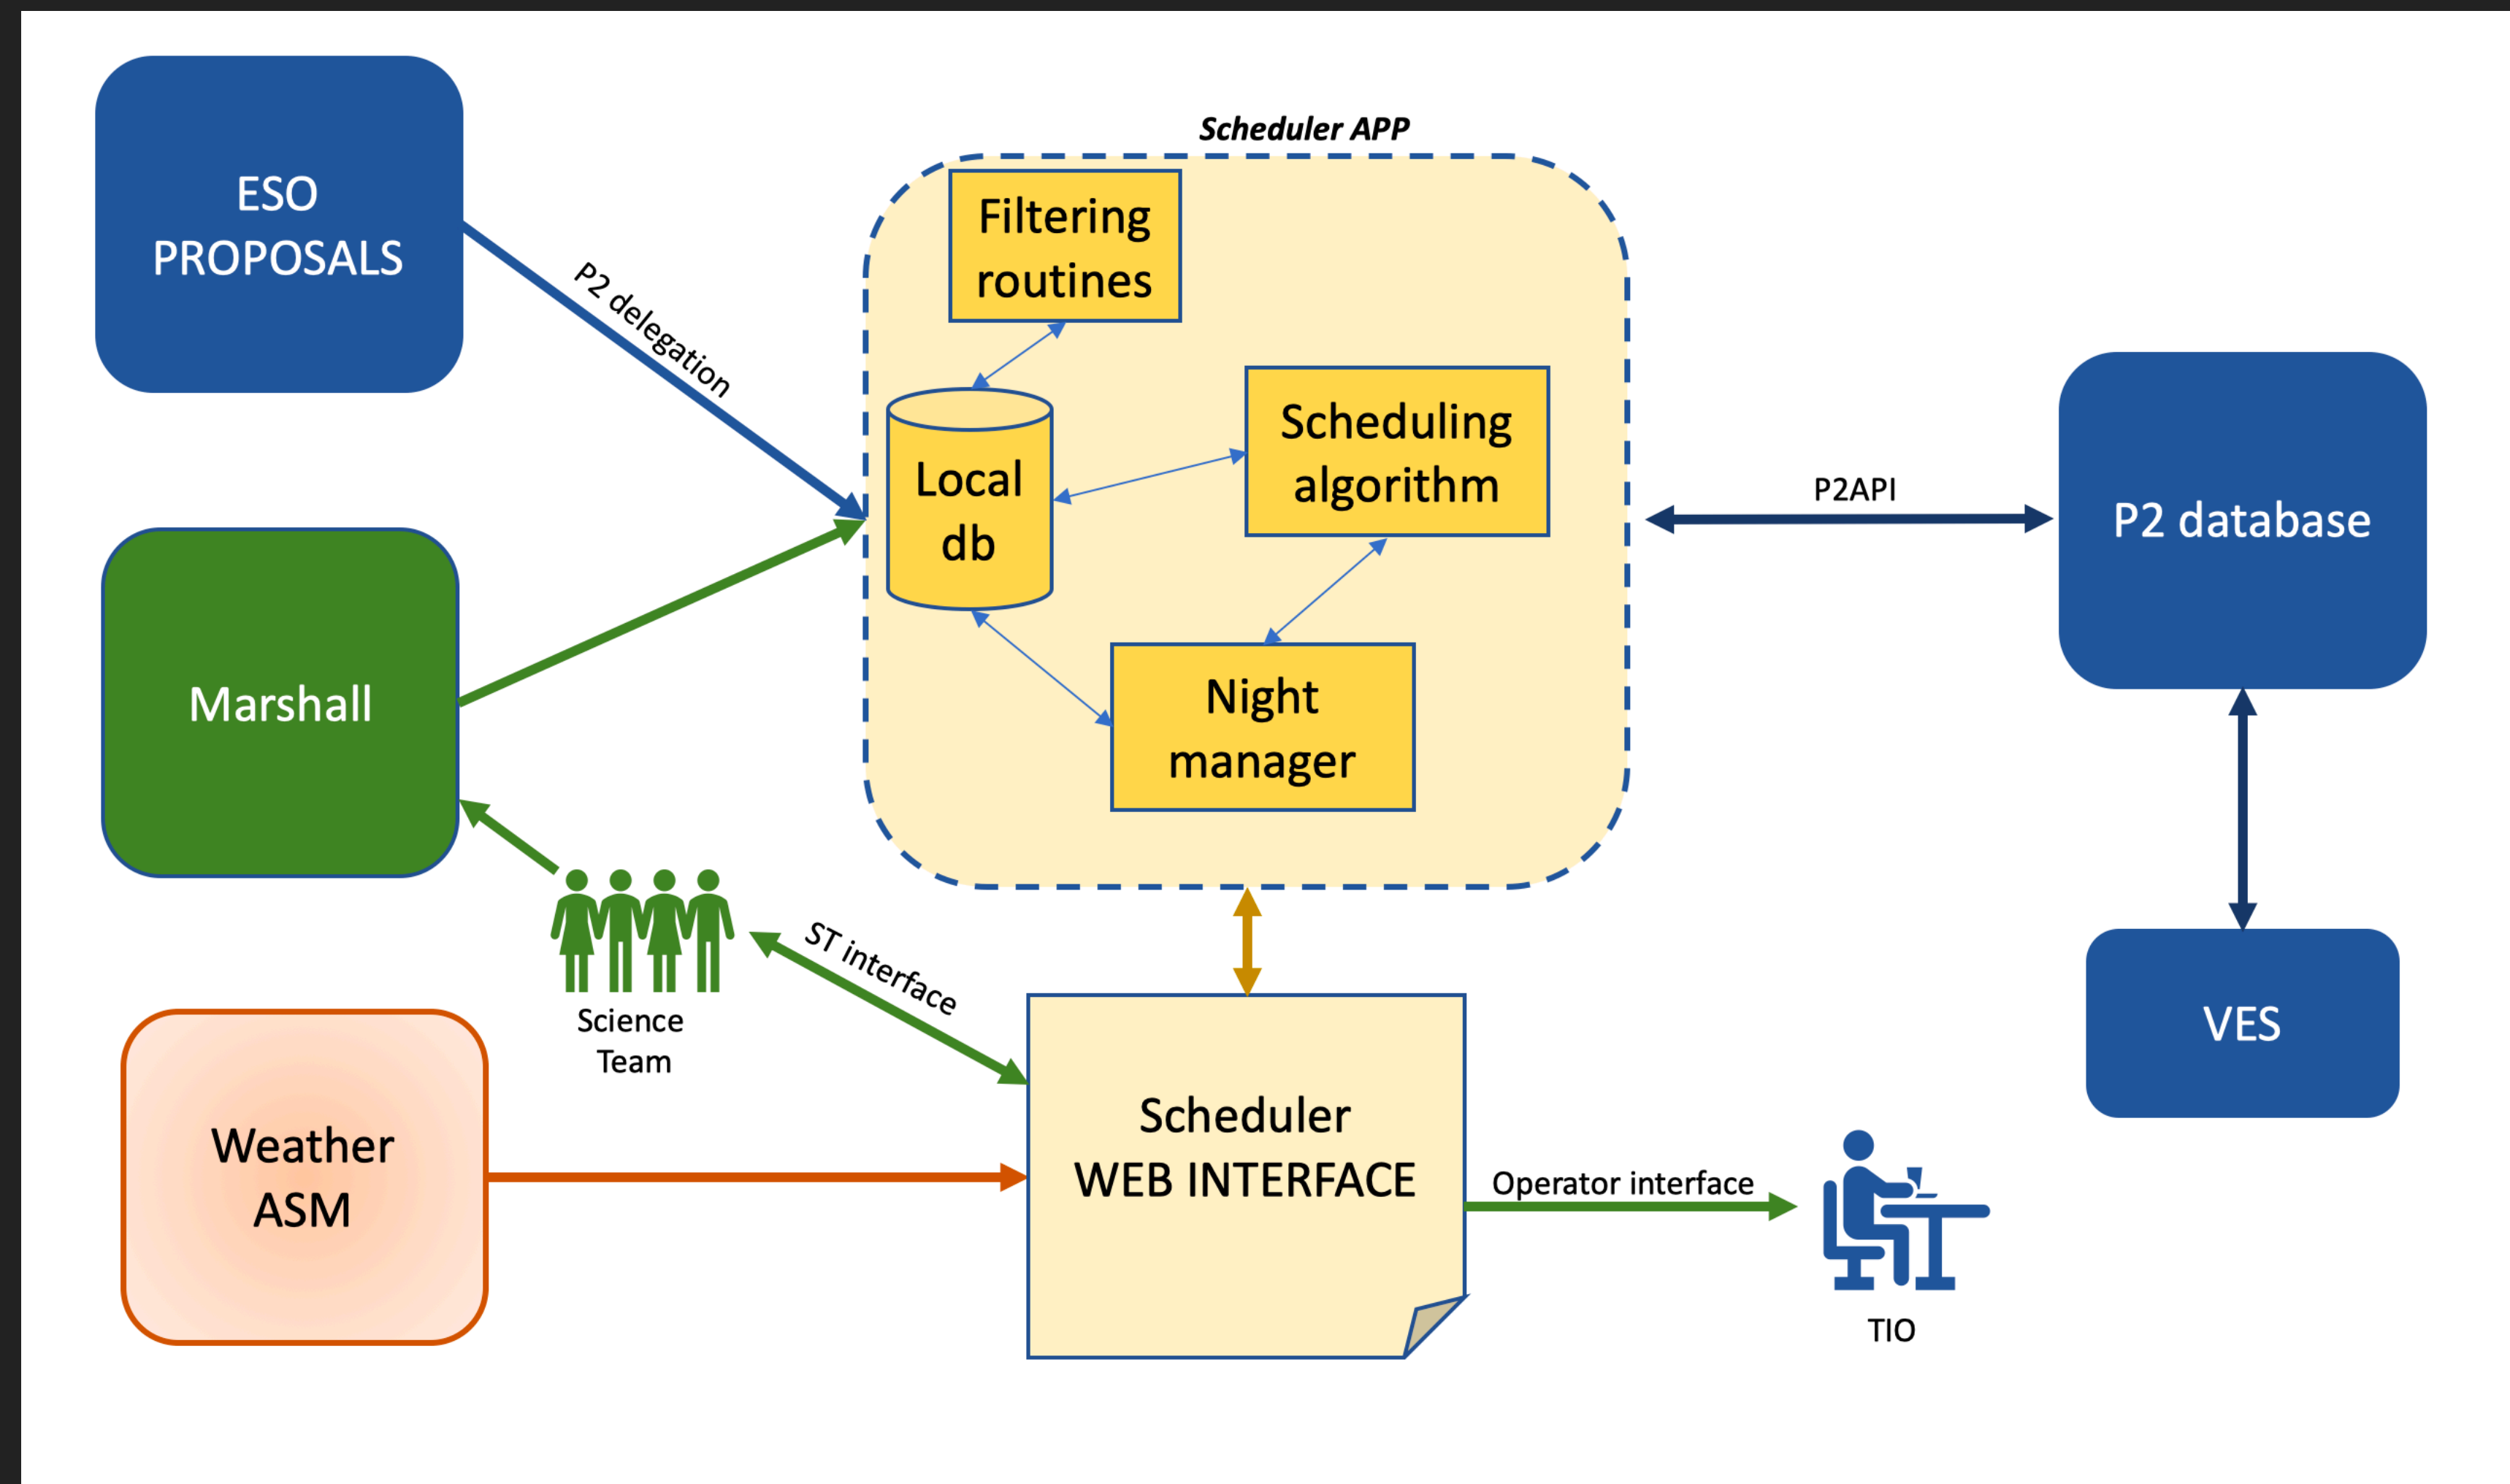 ESO
PROPOSALS
P2 delegation
Scheduler APP
Filtering
routines
Local
db
Scheduling
algorithm
Night
manager
P2API
P2 database
Marshall
Science
Team
ST interface
VES
Weather
ASM
Scheduler
WEB INTERFACE
Operator interface
TIO